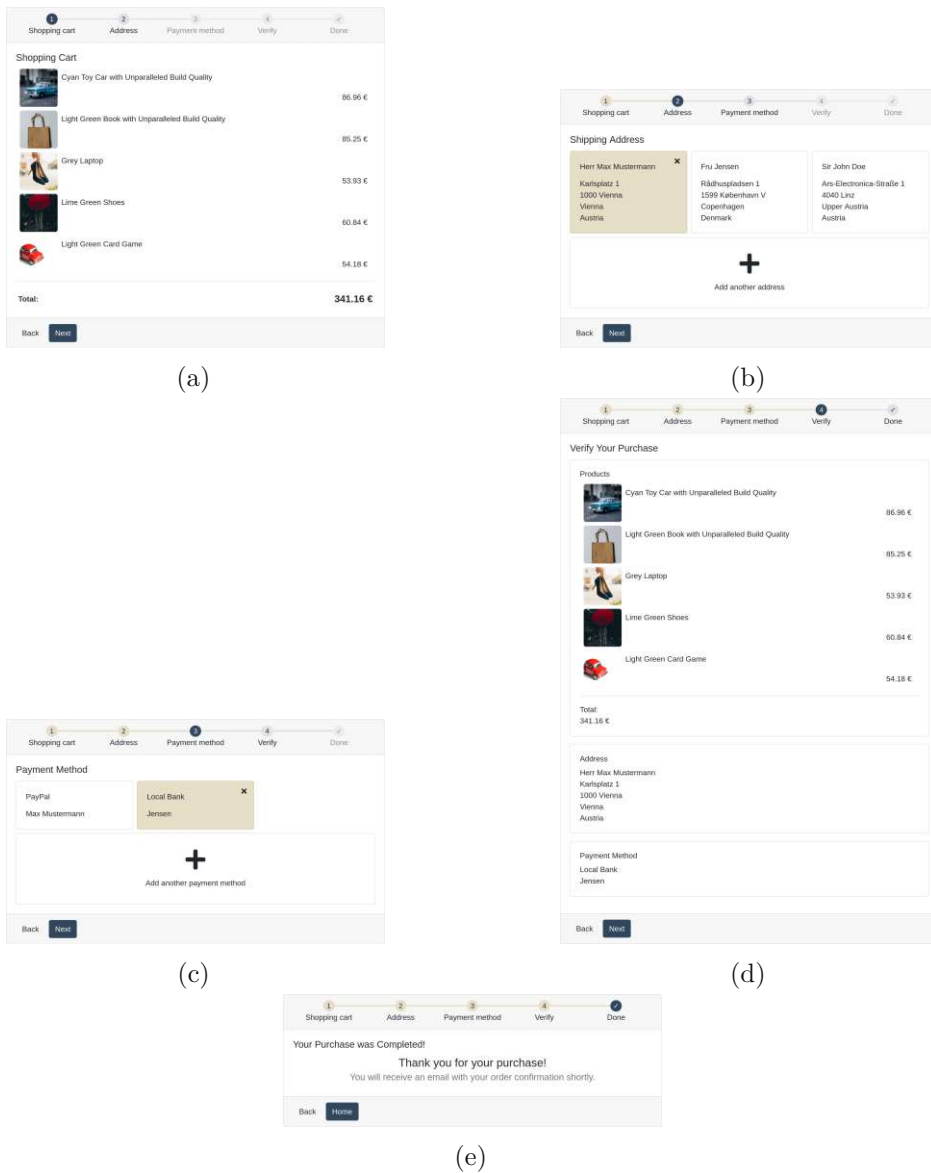 1 2 3 4 ✓
Shopping cart Address Payment method Verify Done
Shopping Cart
Cyan Toy Car with Unparalleled Build Quality
86.96 €
Light Green Book with Unparalleled Build Quality
85.25 €
Grey Laptop
53.93 €
Lime Green Shoes
60.84 €
Light Green Card Game
54.18 €
Total: 341.16 €
Back Next
(a)
1 2 3 4 ✓
Shopping cart Address Payment method Verify Done
Shipping Address
Herr Max Mustermann ✖
Karlsplatz 1
1000 Vienna
Vienna
Austria
Fru Jensen
Rådhuspladsen 1
1599 København V
Copenhagen
Denmark
Sir John Doe
Ars-Electronica-Straße 1
4040 Linz
Upper Austria
Austria
Add another address
Back Next
(b)
1 2 3 4 ✓
Shopping cart Address Payment method Verify Done
Payment Method
PayPal
Max Mustermann
Local Bank ✖
Jensen
Add another payment method
Back Next
(c)
1 2 3 4 ✓
Shopping cart Address Payment method Verify Done
Verify Your Purchase
Products
Cyan Toy Car with Unparalleled Build Quality
86.96 €
Light Green Book with Unparalleled Build Quality
85.25 €
Grey Laptop
53.93 €
Lime Green Shoes
60.84 €
Light Green Card Game
54.18 €
Total:
341.16 €
Address
Herr Max Mustermann
Karlsplatz 1
1000 Vienna
Vienna
Austria
Payment Method
Local Bank
Jensen
Back Next
(d)
1 2 3 4 ✓
Shopping cart Address Payment method Verify Done
Your Purchase was Completed!
Thank you for your purchase!
You will receive an email with your order confirmation shortly.
Back Home
(e)